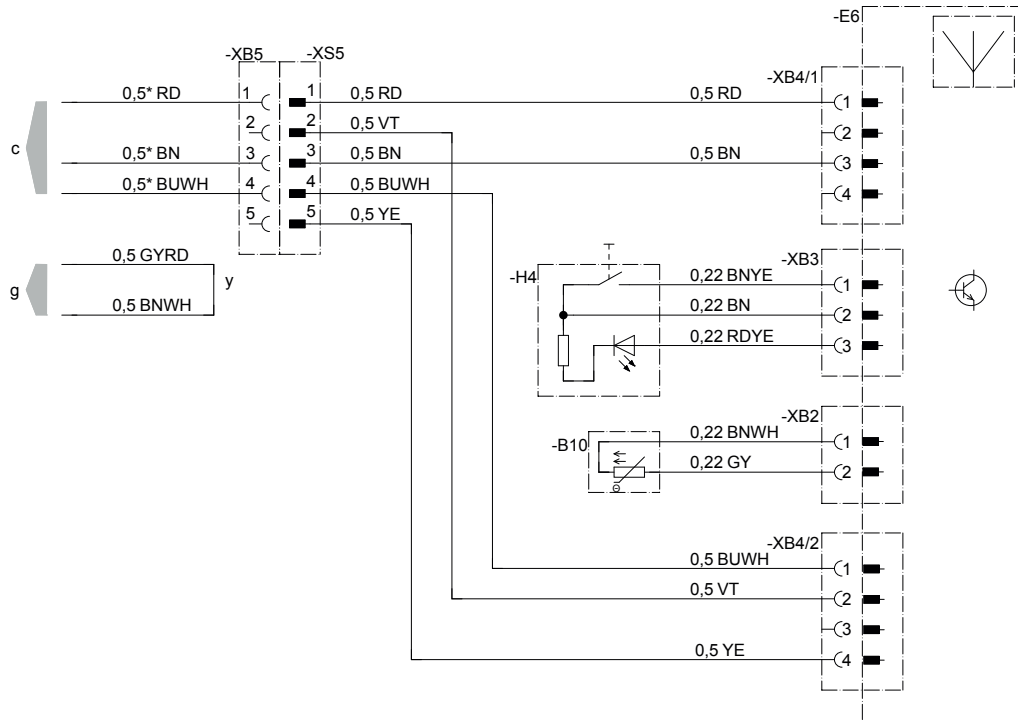 -E6
-XB5 -XS5
-XB4/1
0,5* RD 1 1 0,5 RD 0,5 RD 1
2 2 0,5 VT 2
c 0,5* BN 3 3 0,5 BN 0,5 BN 3
0,5* BUWH 4 4 0,5 BUWH 4
5 5 0,5 YE
0,5 GYRD
g y
0,5 BNWH
-H4 -XB3
0,22 BNYE 1
0,22 BN 2
0,22 RDYE 3
-XB2
-B10 0,22 BNWH 1
0,22 GY 2
Θ
-XB4/2
0,5 BUWH 1
0,5 VT 2
3
0,5 YE 4